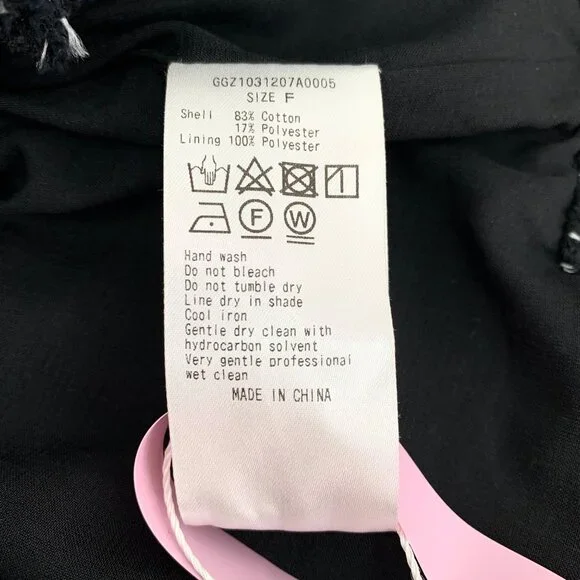 GGZ1031207A0005
SIZE F
Shell 83% Cotton
17% Polyester
Lining 100% Polyester
F W
Hand wash
Do not bleach
Do not tumble dry
Line dry in shade
Cool iron
Gentle dry clean with
hydrocarbon solvent
Very gentle professional
wet clean
MADE IN CHINA